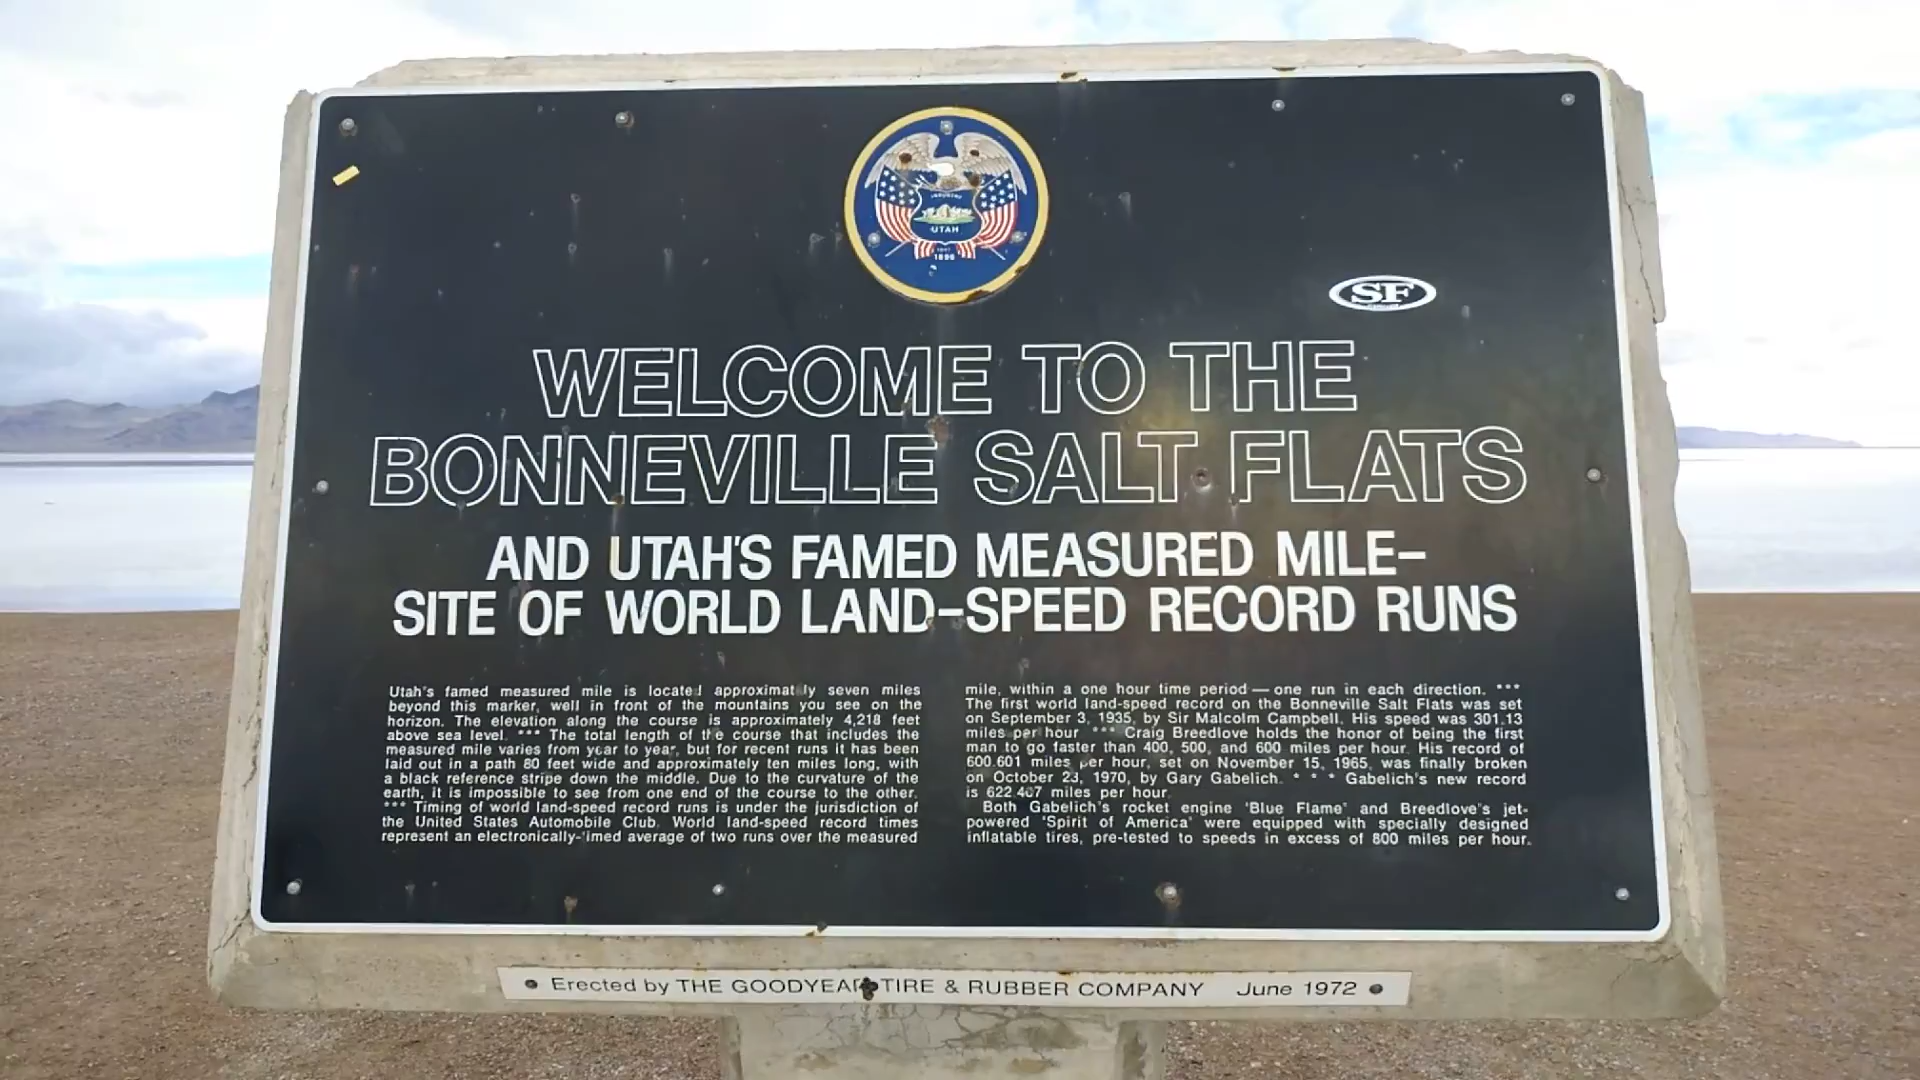 INDUSTRY
UTAH
1896
SF
WELCOME TO THE
BONNEVILLE SALT FLATS
AND UTAH'S FAMED MEASURED MILE–
SITE OF WORLD LAND–SPEED RECORD RUNS
Utah's famed measured mile is located approximately seven miles
beyond this marker, well in front of the mountains you see on the
horizon. The elevation along the course is approximately 4,218 feet
above sea level. *** The total length of the course that includes the
measured mile varies from year to year, but for recent runs it has been
laid out in a path 80 feet wide and approximately ten miles long, with
a black reference stripe down the middle. Due to the curvature of the
earth, it is impossible to see from one end of the course to the other.
*** Timing of world land-speed record runs is under the jurisdiction of
the United States Automobile Club. World land-speed record times
represent an electronically-timed average of two runs over the measured
mile, within a one hour time period — one run in each direction. ***
The first world land-speed record on the Bonneville Salt Flats was set
on September 3, 1935, by Sir Malcolm Campbell. His speed was 301.13
miles per hour *** Craig Breedlove holds the honor of being the first
man to go faster than 400, 500, and 600 miles per hour. His record of
600.601 miles per hour, set on November 15, 1965, was finally broken
on October 23, 1970, by Gary Gabelich. * * * Gabelich's new record
is 622.407 miles per hour.
Both Gabelich's rocket engine 'Blue Flame' and Breedlove's jet-
powered 'Spirit of America' were equipped with specially designed
inflatable tires, pre-tested to speeds in excess of 800 miles per hour.
Erected by THE GOODYEAR TIRE & RUBBER COMPANY June 1972